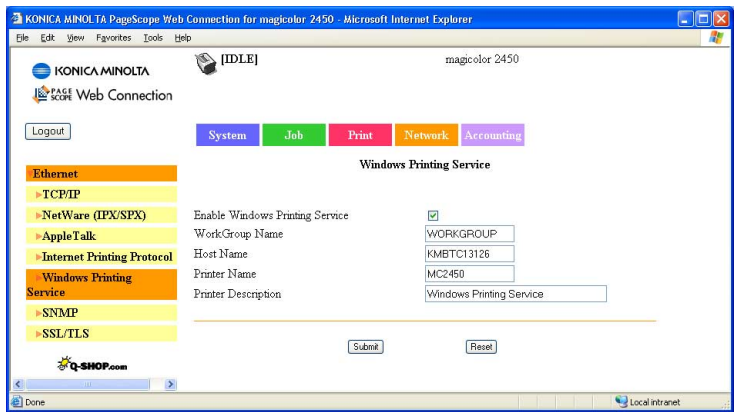 KONICA MINOLTA PageScope Web Connection for magicolor 2450 - Microsoft Internet Explorer
File Edit View Favorites Tools Help
KONICA MINOLTA
PAGE SCOPE Web Connection
[IDLE] magicolor 2450
Logout
System Job Print Network Accounting
Windows Printing Service
Ethernet
TCP/IP
NetWare (IPX/SPX)
AppleTalk
Internet Printing Protocol
Windows Printing
Service
SNMP
SSL/TLS
Q-SHOP.com
Enable Windows Printing Service
WorkGroup Name WORKGROUP
Host Name KMBTC13126
Printer Name MC2450
Printer Description Windows Printing Service
Submit Reset
Done Local intranet